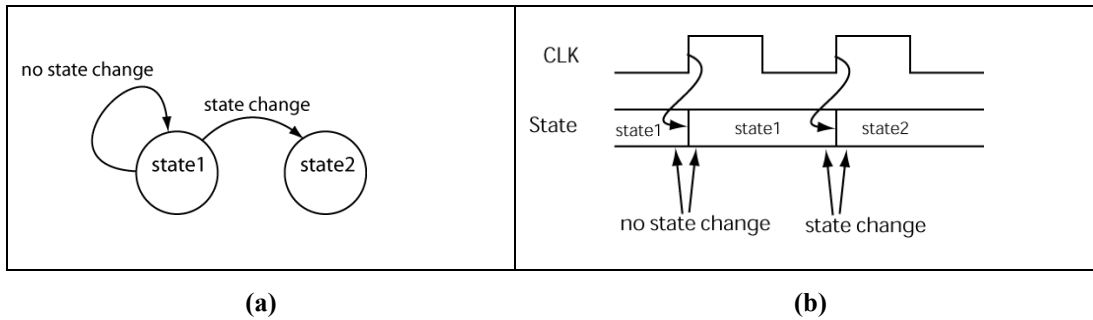 no state change
state change
state1
state2
(a)
CLK
State
state1
state1
state2
no state change
state change
(b)